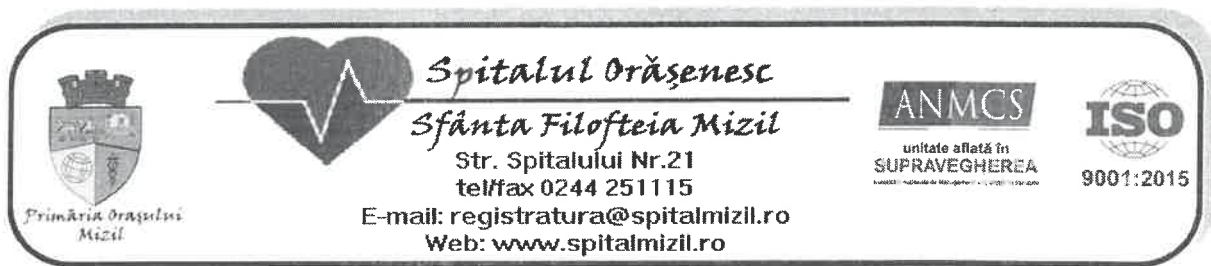 Spitalul Orășenesc
Sfânta Filofteia Mizil
Str. Spitalului Nr.21
tel/fax 0244 251115
E-mail: registratura@spitalmizil.ro
Web: www.spitalmizil.ro
Primăria Orașului
Mizil
ANMCS
unitate aflată în
SUPRAVEGHEREA
ISO
9001:2015